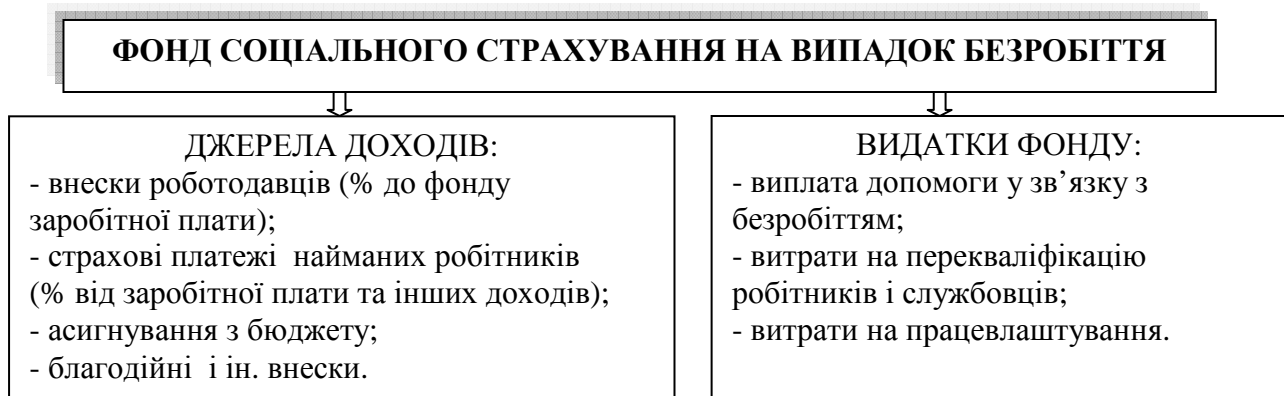 ФОНД СОЦІАЛЬНОГО СТРАХУВАННЯ НА ВИПАДОК БЕЗРОБІТТЯ
ДЖЕРЕЛА ДОХОДІВ:
- внески роботодавців (% до фонду
заробітної плати);
- страхові платежі найманих робітників
(% від заробітної плати та інших доходів);
- асигнування з бюджету;
- благодійні і ін. внески.
ВИДАТКИ ФОНДУ:
- виплата допомоги у зв’язку з
безробіттям;
- витрати на перекваліфікацію
робітників і службовців;
- витрати на працевлаштування.